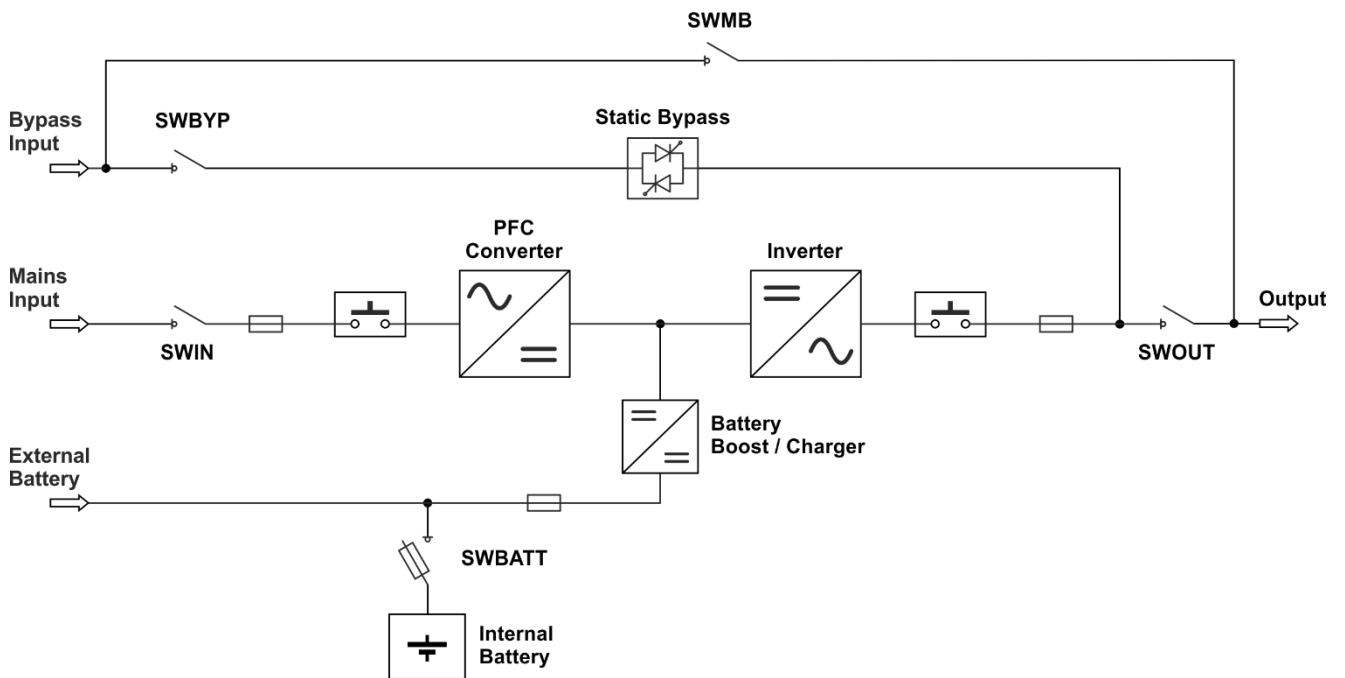 SWMB
Bypass
Input
SWBYP
Static Bypass
Mains
Input
SWIN
PFC
Converter
Inverter
SWOUT
Output
Battery
Boost / Charger
External
Battery
SWBATT
Internal
Battery